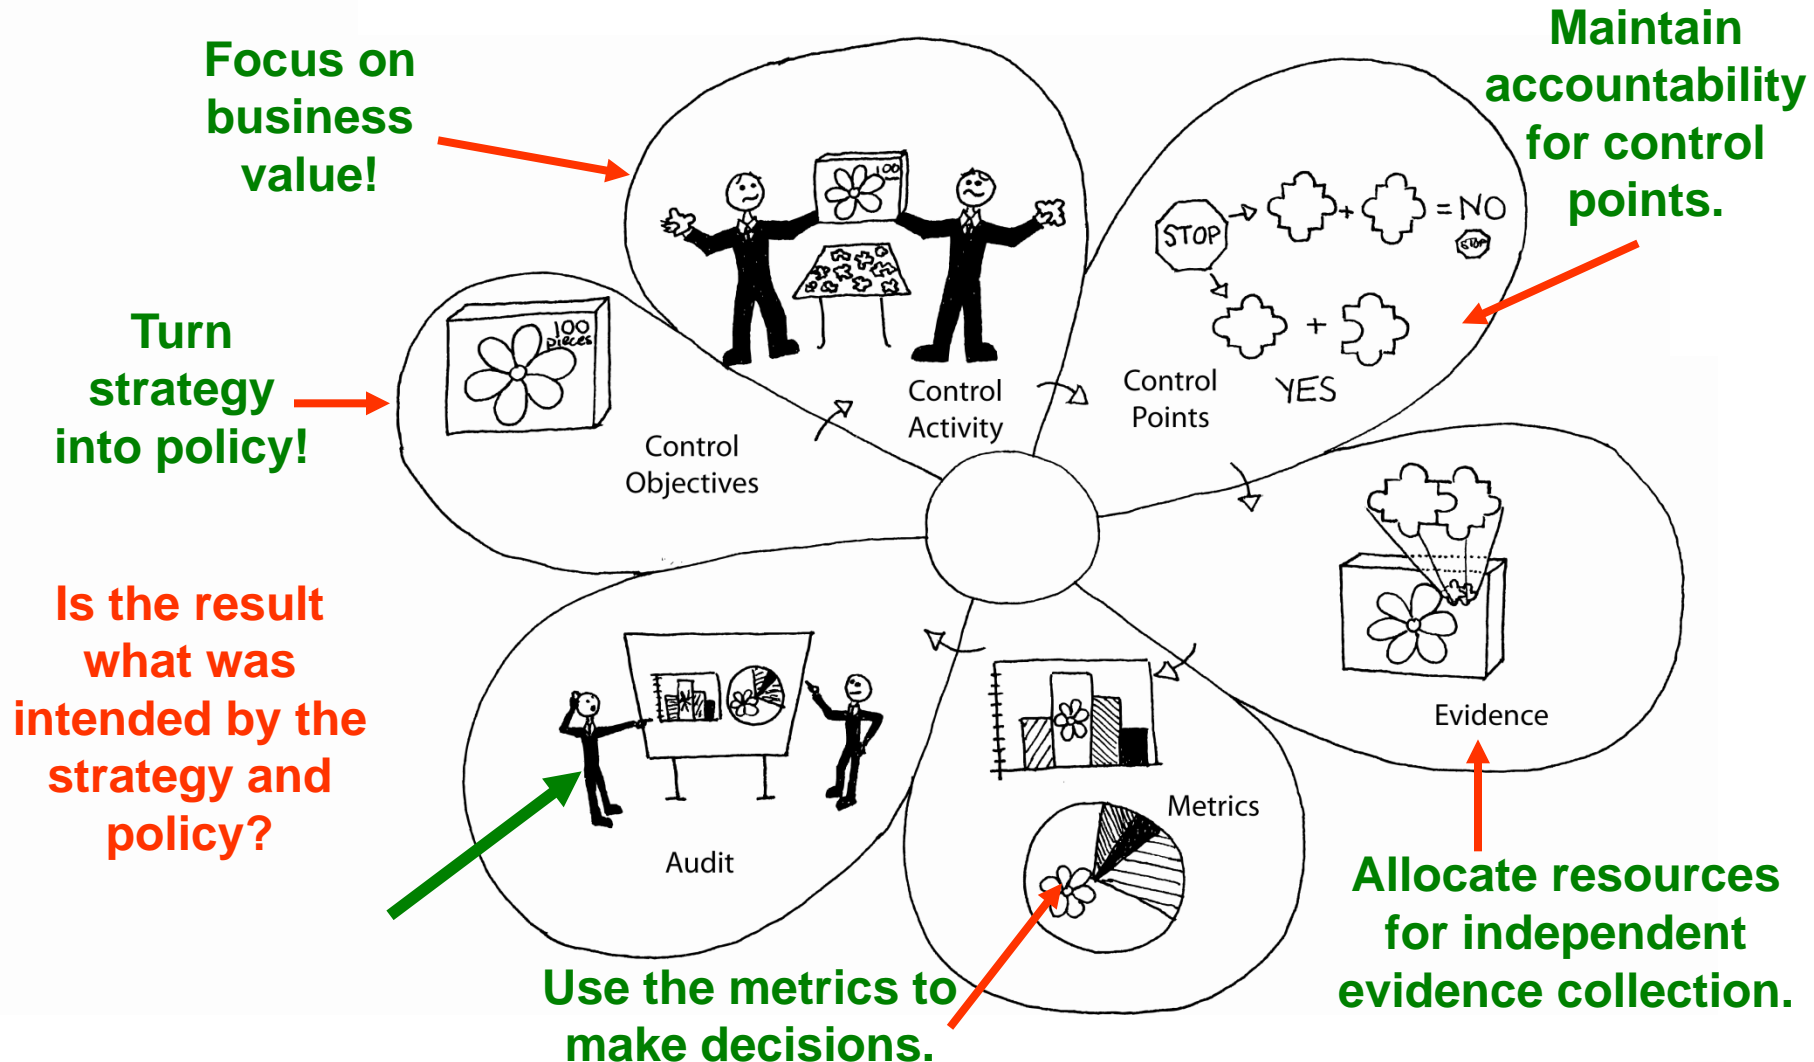 Focus on
business
value!
Maintain
accountability
for control
points.
Turn
strategy
into policy!
100
pieces
Control
Objectives
100
Control
Activity
STOP
+
= NO
STOP
+
YES
Control
Points
Evidence
Allocate resources
for independent
evidence collection.
Metrics
Use the metrics to
make decisions.
Audit
Is the result
what was
intended by the
strategy and
policy?